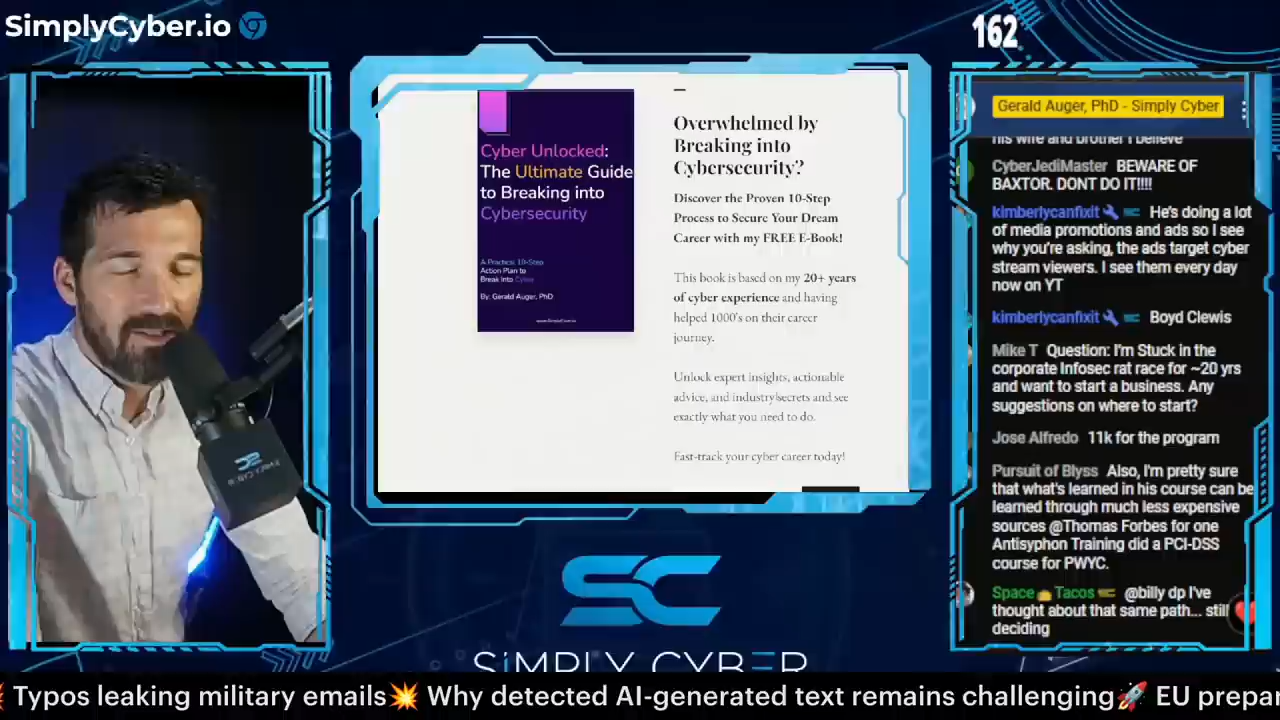 SimplyCyber.io
162
Cyber Unlocked:
The Ultimate Guide
to Breaking into
Cybersecurity
A Practical 10-Step
Action Plan to
Break Into Cyber
By: Gerald Auger, PhD
Overwhelmed by
Breaking into
Cybersecurity?
Discover the Proven 10-Step
Process to Secure Your Dream
Career with my FREE E-Book!
This book is based on my 20+ years
of cyber experience and having
helped 1000's on their career
journey.
Unlock expert insights, actionable
advice, and industry secrets and see
exactly what you need to do.
Fast-track your cyber career today!
Gerald Auger, PhD - Simply Cyber
his wife and brother I believe
CyberJediMaster BEWARE OF
BAXTOR. DONT DO IT!!!!
kimberlycanfixit He's doing a lot
of media promotions and ads so I see
why you're asking, the ads target cyber
stream viewers. I see them every day
now on YT
kimberlycanfixit Boyd Clewis
Mike T Question: I'm Stuck in the
corporate Infosec rat race for ~20 yrs
and want to start a business. Any
suggestions on where to start?
Jose Alfredo 11k for the program
Pursuit of Blyss Also, I'm pretty sure
that what's learned in his course can be
learned through much less expensive
sources @Thomas Forbes for one
Antisyphon Training did a PCI-DSS
course for PWYC.
Space Tacos @billy dp I've
thought about that same path... still
deciding
SC
SIMPLY CYBER
Typos leaking military emails💥 Why detected AI-generated text remains challenging🚀 EU prepar